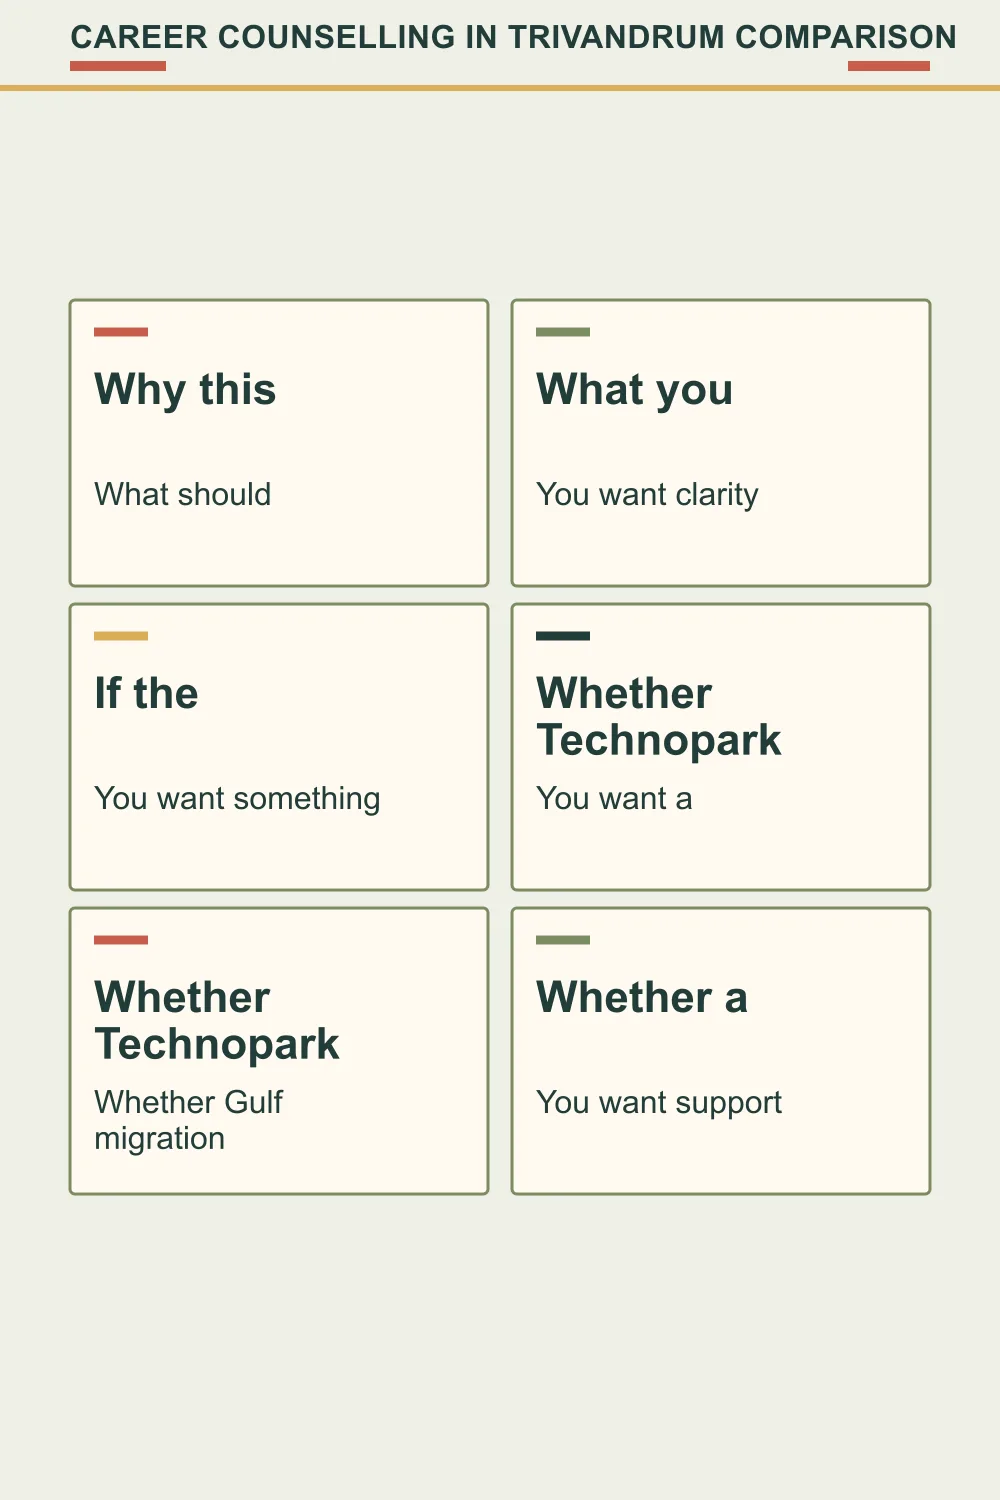 CAREER COUNSELLING IN TRIVANDRUM COMPARISON
Why this
What should
What you
You want clarity
If the
You want something
Whether
Technopark
You want a
Whether
Technopark
Whether Gulf
migration
Whether a
You want support